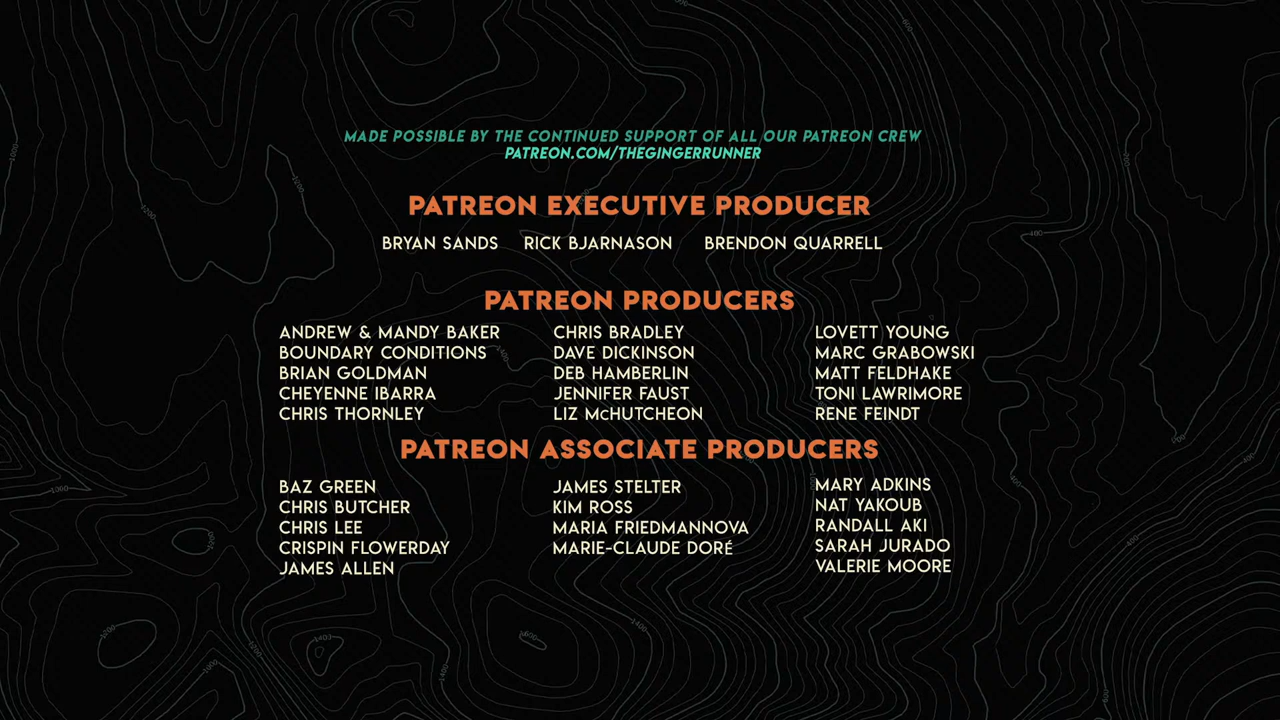 MADE POSSIBLE BY THE CONTINUED SUPPORT OF ALL OUR PATREON CREW
PATREON.COM/THEGINGERRUNNER
PATREON EXECUTIVE PRODUCER
BRYAN SANDS RICK BJARNASON BRENDON QUARRELL
PATREON PRODUCERS
ANDREW & MANDY BAKER
BOUNDARY CONDITIONS
BRIAN GOLDMAN
CHEYENNE IBARRA
CHRIS THORNLEY
CHRIS BRADLEY
DAVE DICKINSON
DEB HAMBERLIN
JENNIFER FAUST
LIZ McHUTCHEON
LOVETT YOUNG
MARC GRABOWSKI
MATT FELDHAKE
TONI LAWRIMORE
RENE FEINDT
PATREON ASSOCIATE PRODUCERS
BAZ GREEN
CHRIS BUTCHER
CHRIS LEE
CRISPIN FLOWERDAY
JAMES ALLEN
JAMES STELTER
KIM ROSS
MARIA FRIEDMANNOVA
MARIE-CLAUDE DORÉ
MARY ADKINS
NAT YAKOUB
RANDALL AKI
SARAH JURADO
VALERIE MOORE